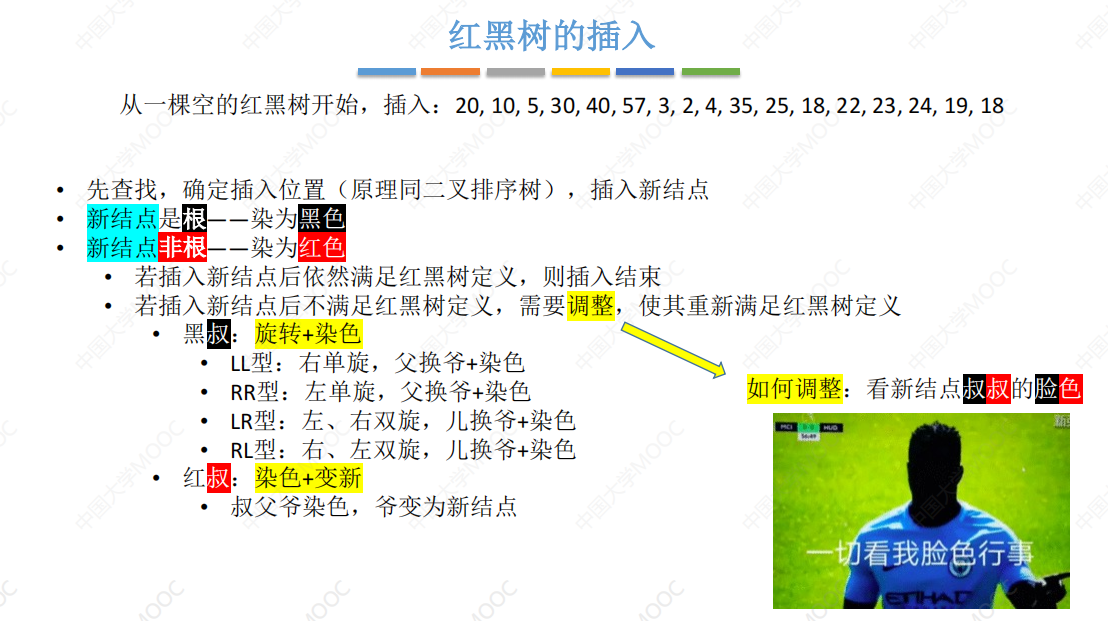 红黑树的插入
从一棵空的红黑树开始，插入：20, 10, 5, 30, 40, 57, 3, 2, 4, 35, 25, 18, 22, 23, 24, 19, 18
• 先查找，确定插入位置（原理同二叉排序树），插入新结点
• 新结点是根——染为黑色
• 新结点非根——染为红色
• 若插入新结点后依然满足红黑树定义，则插入结束
• 若插入新结点后不满足红黑树定义，需要调整，使其重新满足红黑树定义
• 黑叔：旋转+染色
• LL型：右单旋，父换爷+染色
• RR型：左单旋，父换爷+染色
• LR型：左、右双旋，儿换爷+染色
• RL型：右、左双旋，儿换爷+染色
• 红叔：染色+变新
• 叔父爷染色，爷变为新结点
如何调整：看新结点叔叔的脸色
MCI HUD
56:49
一切看我脸色行事
ETIHAD
中国大学MOOC